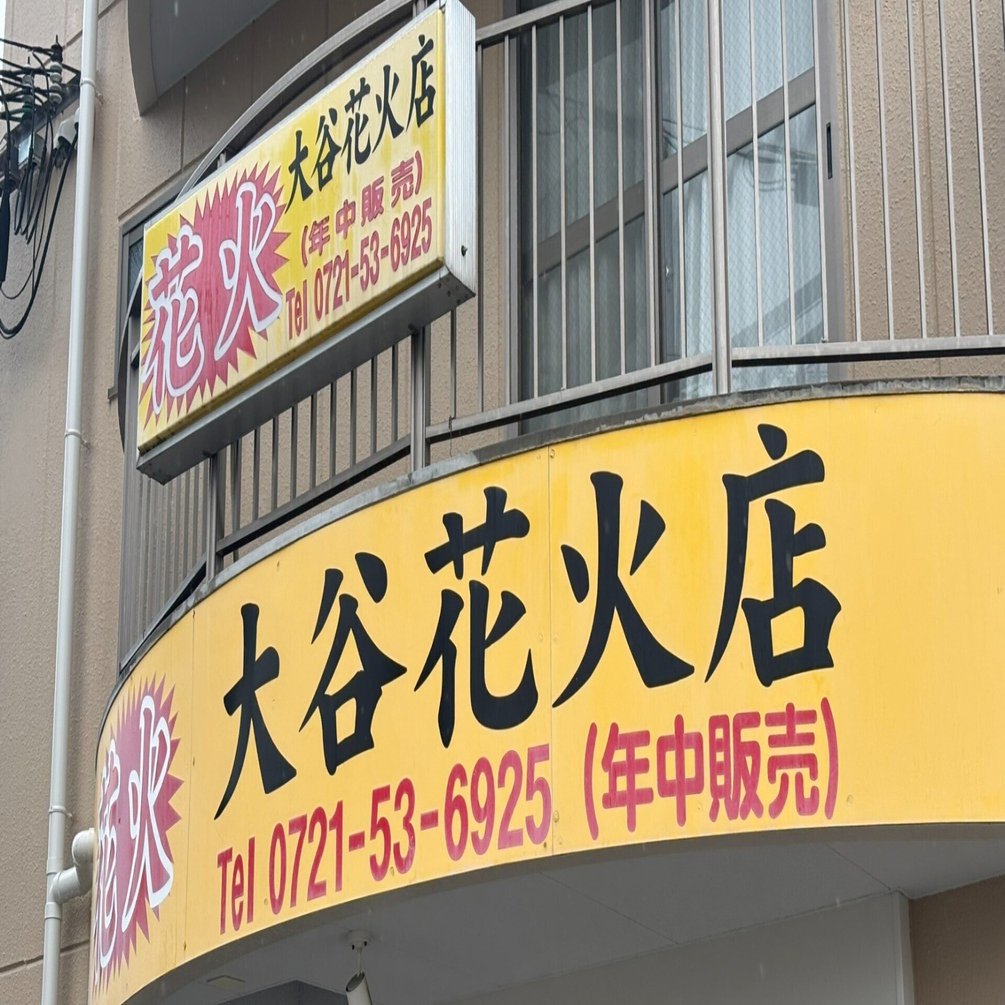 花火
大谷花火店
(年中販売)
Tel 0721-53-6925
花火
大谷花火店
Tel 0721-53-6925 (年中販売)